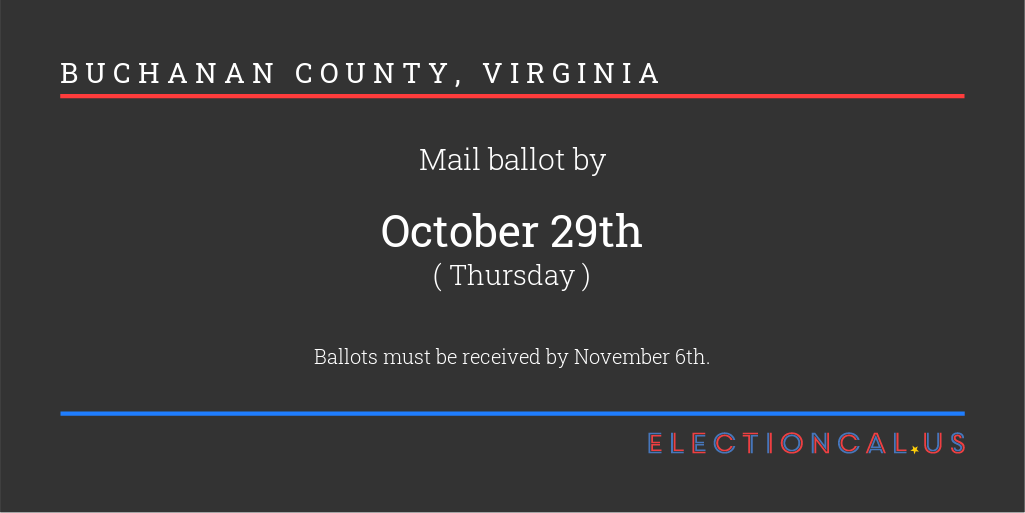 BUCHANAN COUNTY, VIRGINIA
Mail ballot by
October 29th
( Thursday )
Ballots must be received by November 6th.
ELECTIONCAL.US